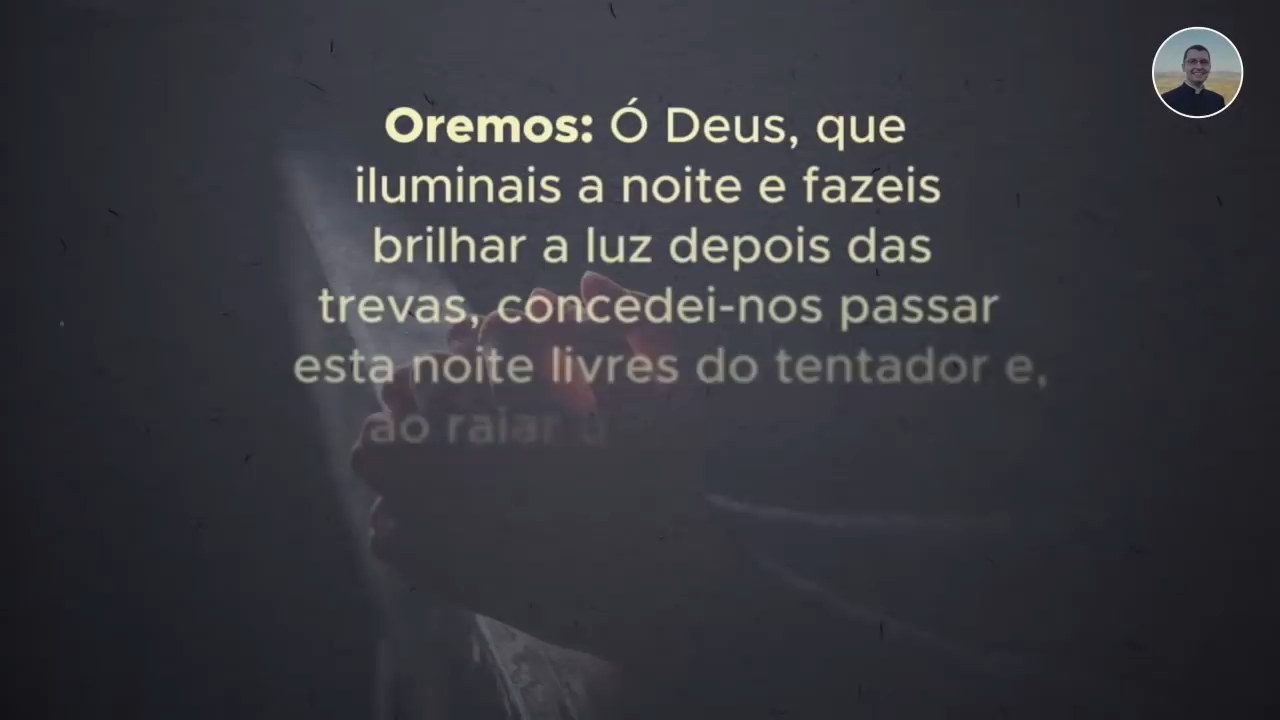 Oremos: Ó Deus, que
iluminais a noite e fazeis
brilhar a luz depois das
trevas, concedei-nos passar
esta noite livres do tentador e,
ao raiar